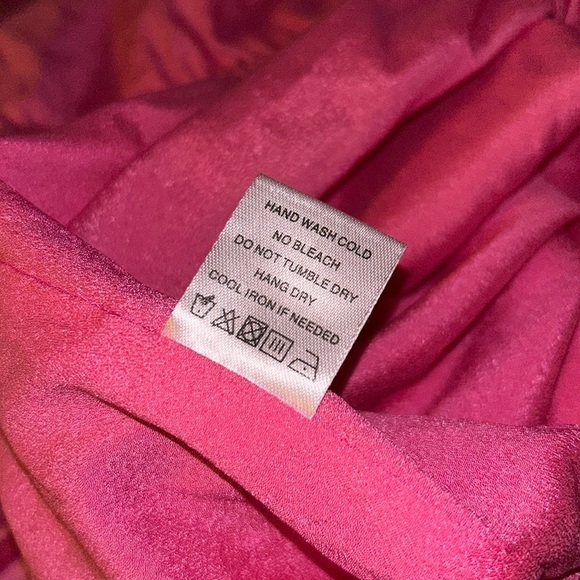 HAND WASH COLD
NO BLEACH
DO NOT TUMBLE DRY
HANG DRY
COOL IRON IF NEEDED